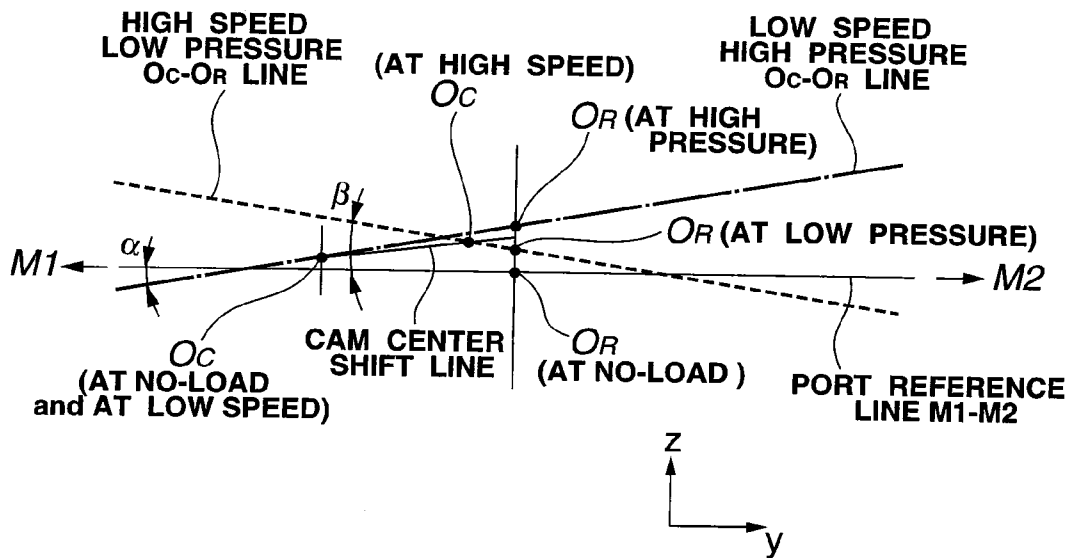 HIGH SPEED
LOW PRESSURE
OC-OR LINE
(AT HIGH SPEED)
OC
LOW SPEED
HIGH PRESSURE
OC-OR LINE
OR (AT HIGH
PRESSURE)
β
α
OR (AT LOW PRESSURE)
M1
M2
OC
(AT NO-LOAD
and AT LOW SPEED)
CAM CENTER
SHIFT LINE
OR
(AT NO-LOAD)
PORT REFERENCE
LINE M1-M2
z
y